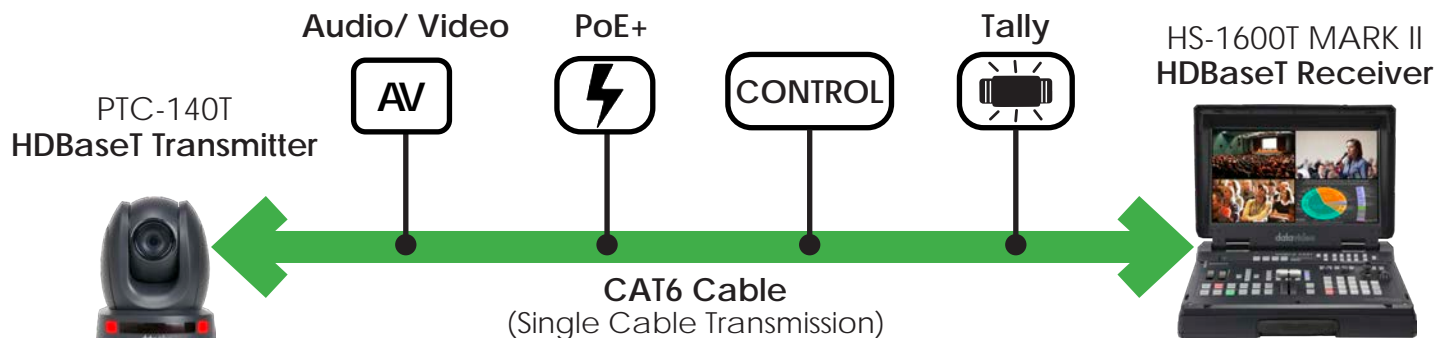 Audio/ Video
PoE+
Tally
HS-1600T MARK II
HDBaseT Receiver
PTC-140T
HDBaseT Transmitter
AV
CONTROL
datavideo
CAT6 Cable
(Single Cable Transmission)